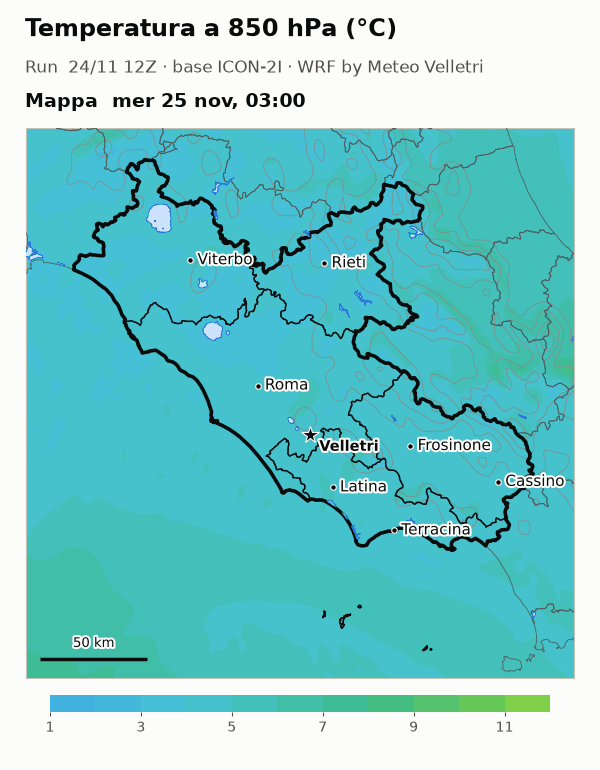 Temperatura a 850 hPa (°C)
Run  24/11 12Z · base ICON-2I · WRF by Meteo Velletri
Mappa  mer 25 nov, 03:00
Viterbo
Rieti
Roma
Velletri
Frosinone
Cassino
Latina
Terracina
50 km
1 3 5 7 9 11